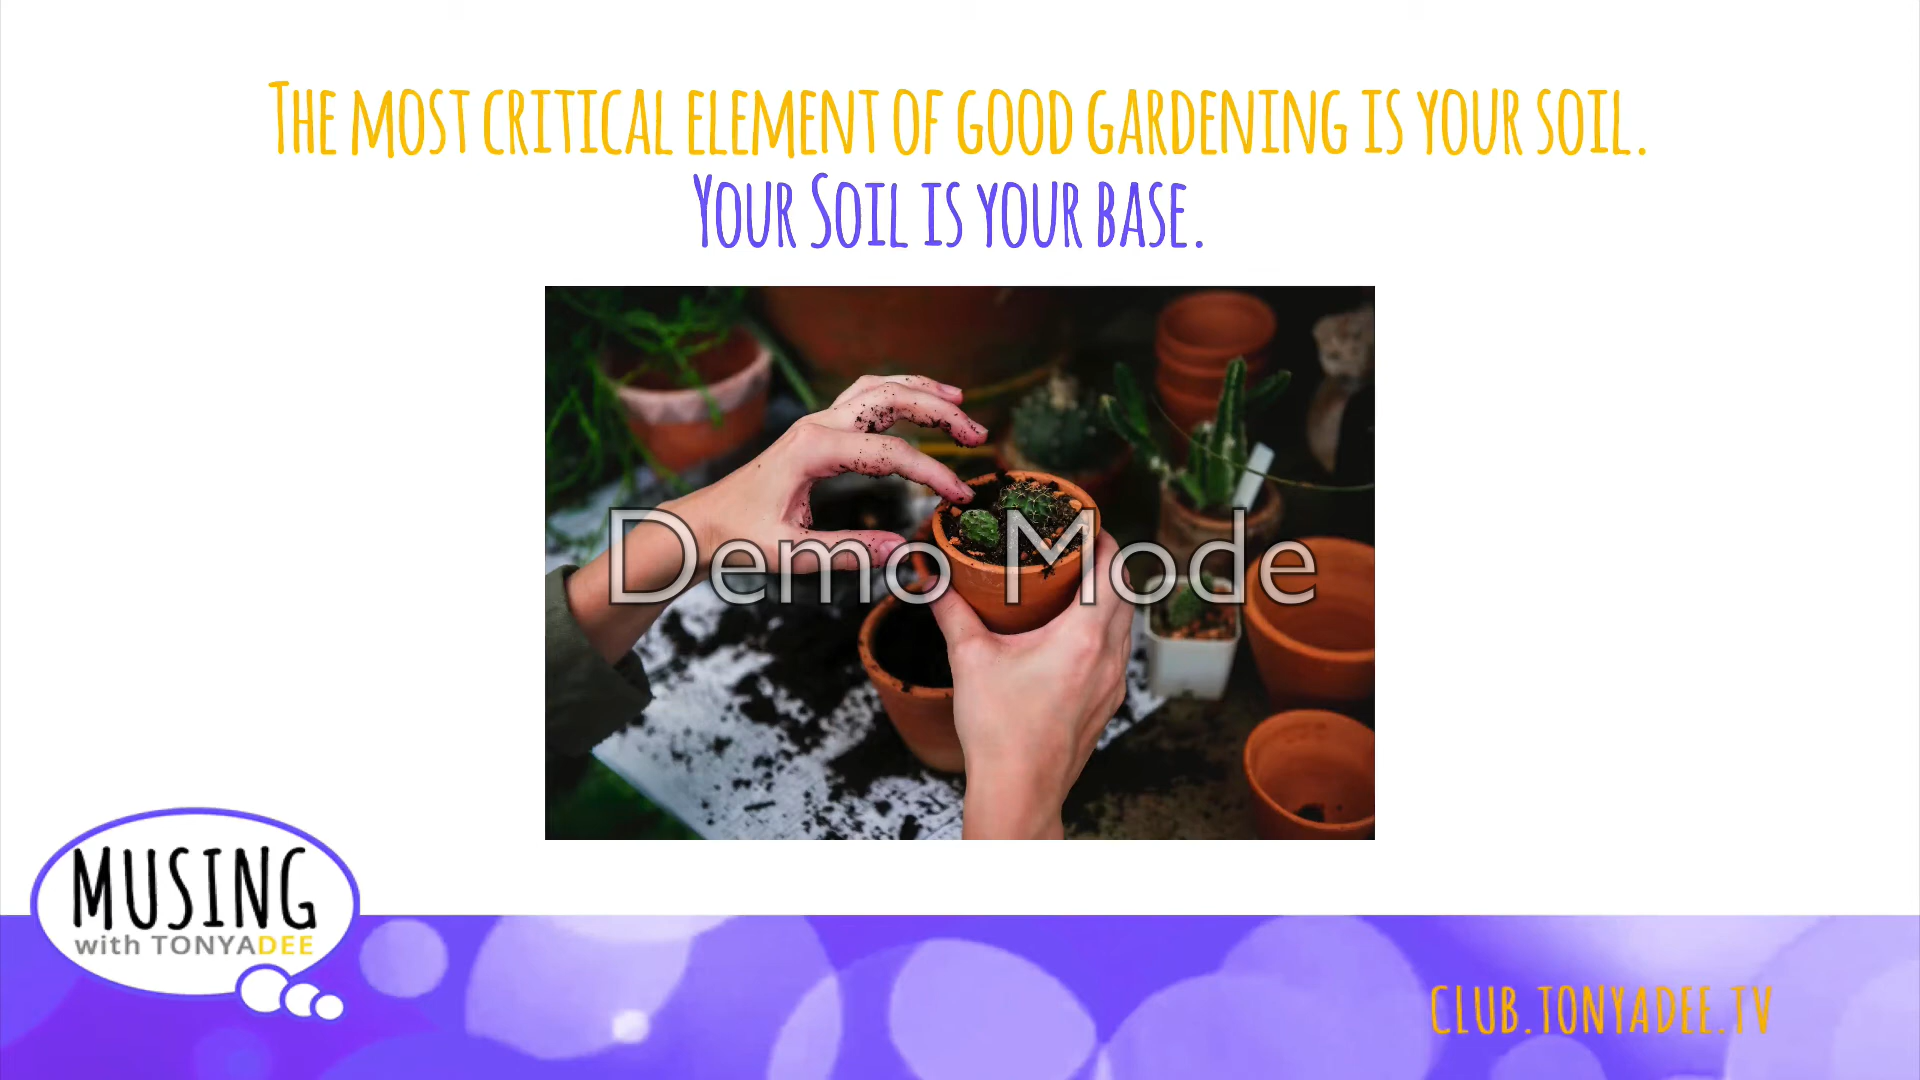 The most critical element of good gardening is your soil.
Your Soil is your base.
Demo Mode
MUSING
with TONYADEE
CLUB.TONYADEE.TV